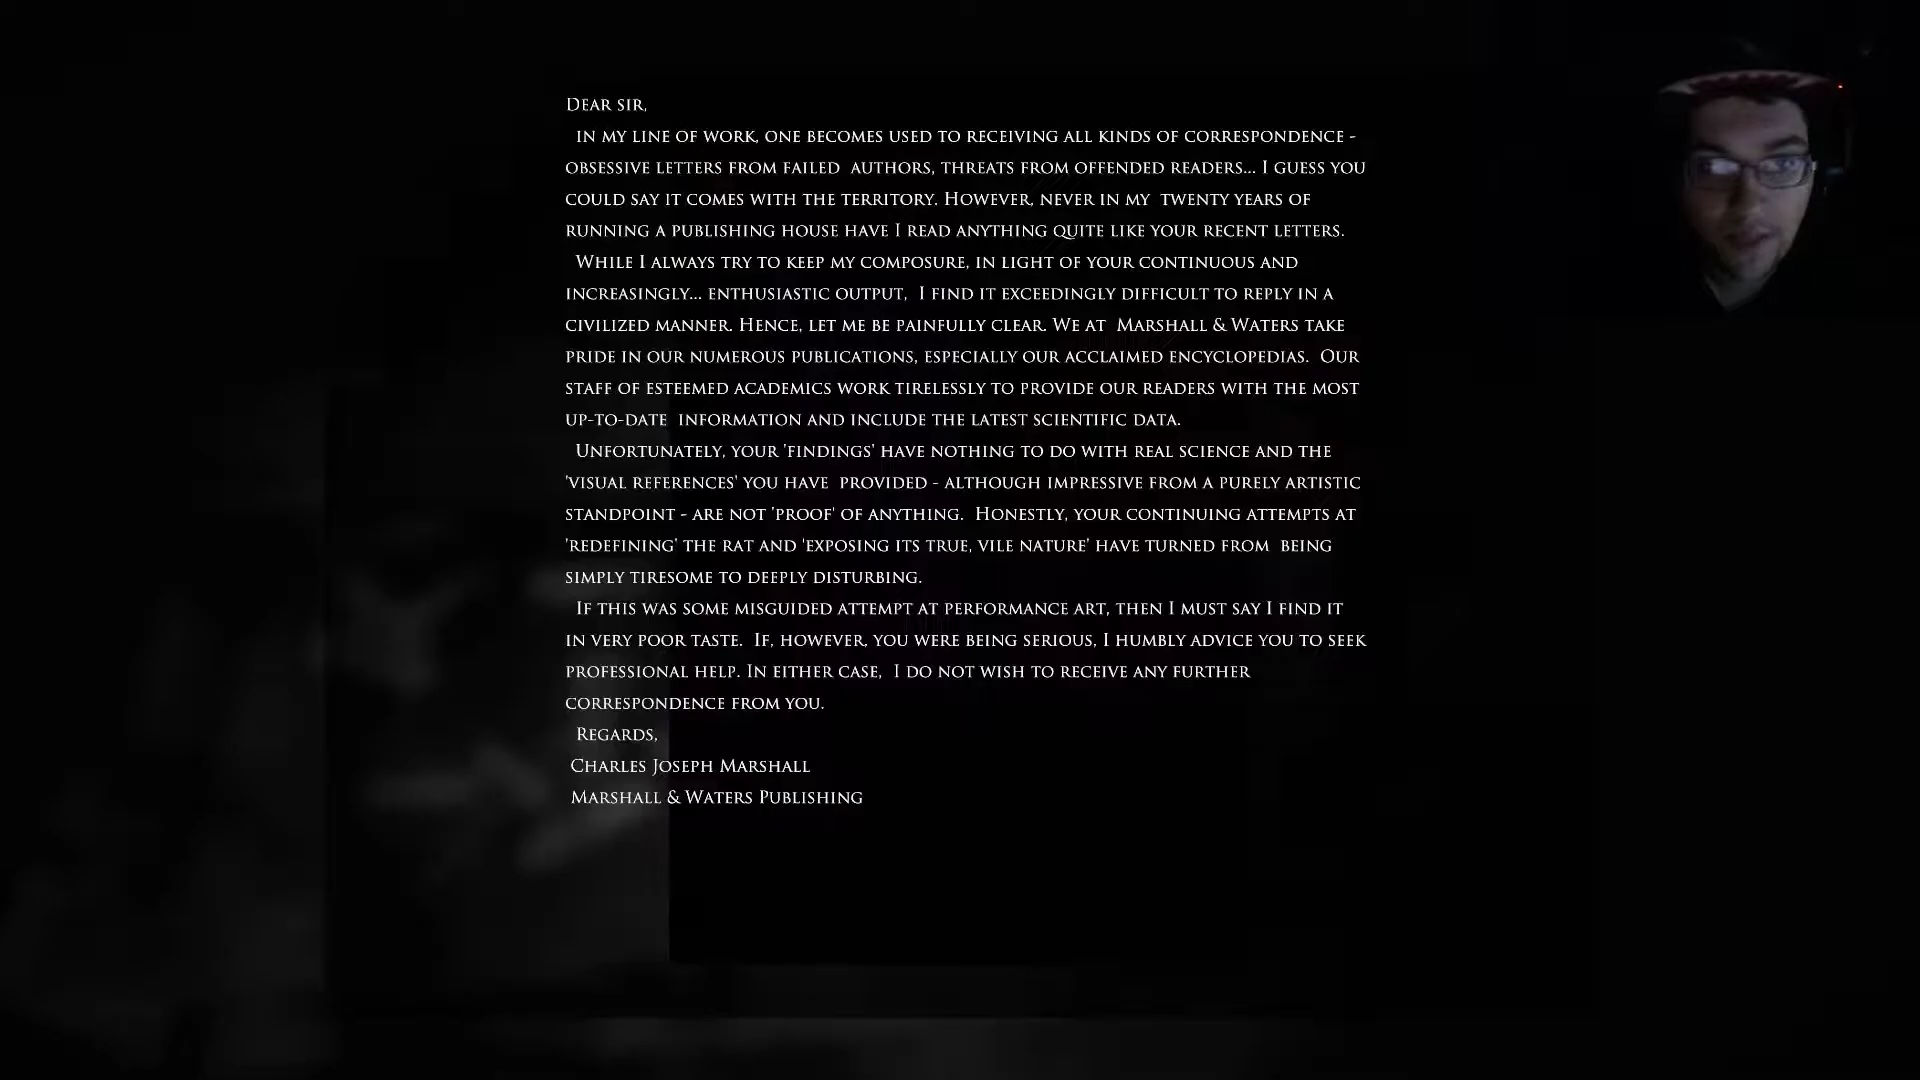 Dear sir,
in my line of work, one becomes used to receiving all kinds of correspondence -
obsessive letters from failed authors, threats from offended readers... I guess you
could say it comes with the territory. However, never in my twenty years of
running a publishing house have I read anything quite like your recent letters.
While I always try to keep my composure, in light of your continuous and
increasingly... enthusiastic output, I find it exceedingly difficult to reply in a
civilized manner. Hence, let me be painfully clear. We at Marshall & Waters take
pride in our numerous publications, especially our acclaimed encyclopedias. Our
staff of esteemed academics work tirelessly to provide our readers with the most
up-to-date information and include the latest scientific data.
Unfortunately, your 'findings' have nothing to do with real science and the
'visual references' you have provided - although impressive from a purely artistic
standpoint - are not 'proof' of anything. Honestly, your continuing attempts at
'redefining' the rat and 'exposing its true, vile nature' have turned from being
simply tiresome to deeply disturbing.
If this was some misguided attempt at performance art, then I must say I find it
in very poor taste. If, however, you were being serious, I humbly advice you to seek
professional help. In either case, I do not wish to receive any further
correspondence from you.
Regards,
Charles Joseph Marshall
Marshall & Waters Publishing